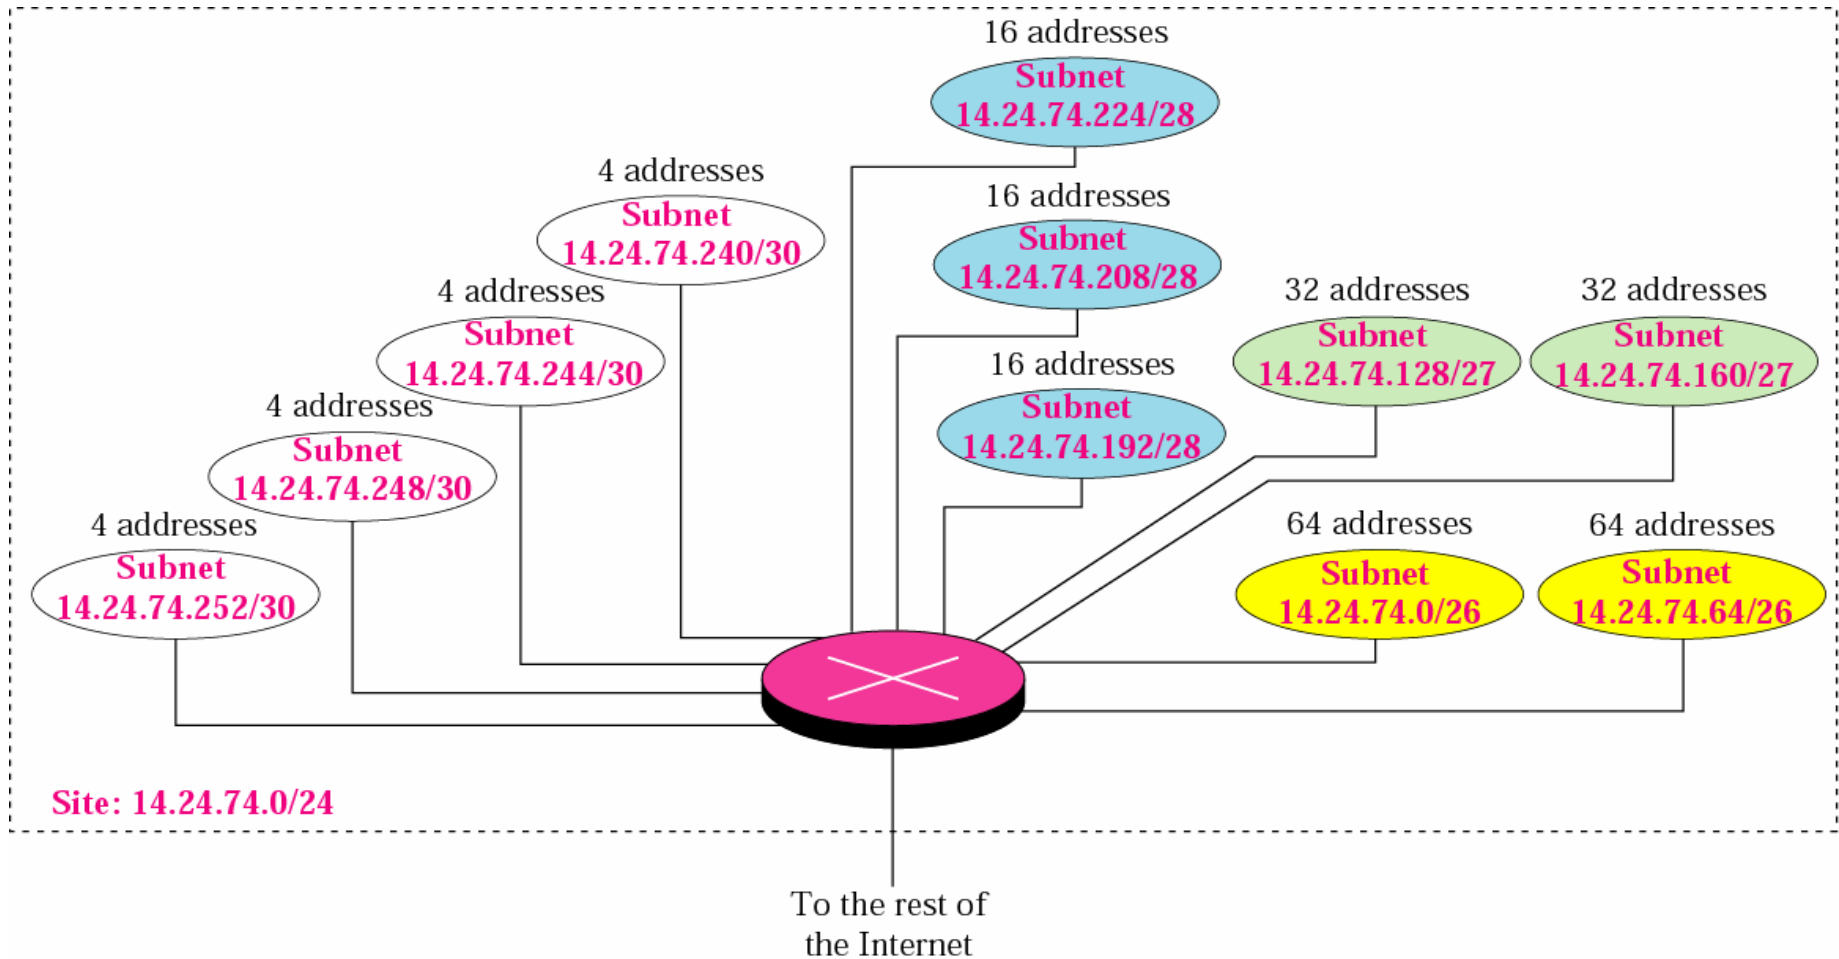 16 addresses
Subnet
14.24.74.224/28
4 addresses
Subnet
14.24.74.240/30
16 addresses
Subnet
14.24.74.208/28
4 addresses
Subnet
14.24.74.244/30
32 addresses
Subnet
14.24.74.128/27
32 addresses
Subnet
14.24.74.160/27
16 addresses
Subnet
14.24.74.192/28
4 addresses
Subnet
14.24.74.248/30
4 addresses
Subnet
14.24.74.252/30
64 addresses
Subnet
14.24.74.0/26
64 addresses
Subnet
14.24.74.64/26
Site: 14.24.74.0/24
To the rest of
the Internet